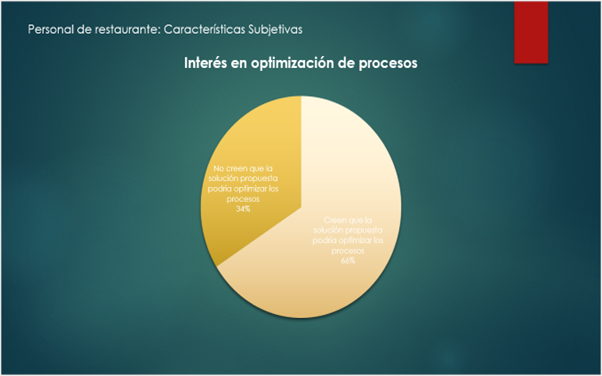 Personal de restaurante: Características Subjetivas
Interés en optimización de procesos
No creen que la
solución propuesta
podría optimizar los
procesos
34%
Creen que la
solución propuesta
podría optimizar los
procesos
66%